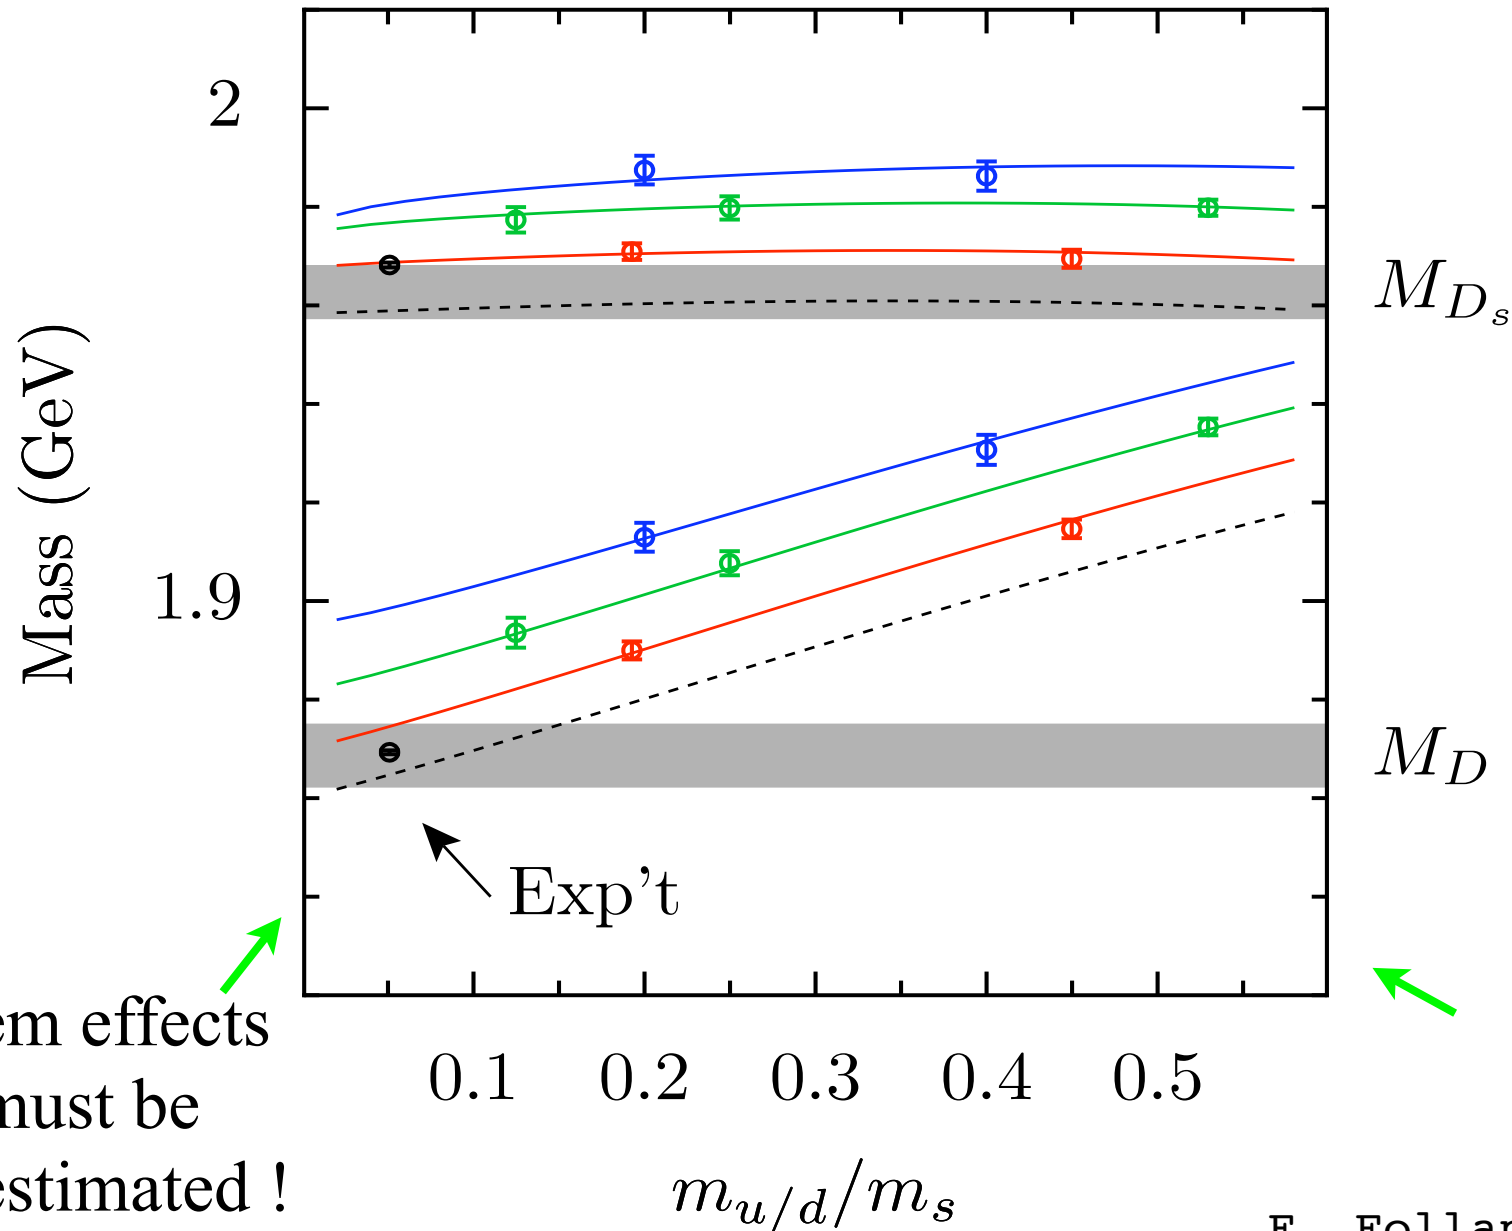 2
M_{D_s}
Mass (GeV)
1.9
M_D
Exp't
em effects
must be
estimated !
0.1 0.2 0.3 0.4 0.5
m_{u/d}/m_s
E. Follan